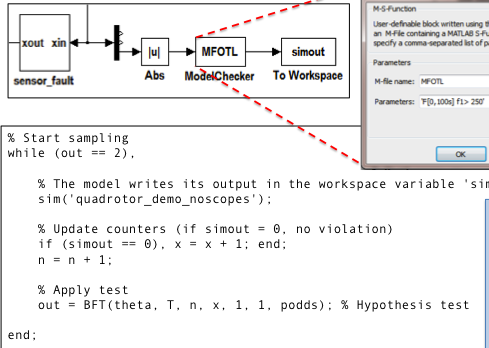 xout xin
sensor_fault
|u|
Abs
MFOTL
ModelChecker
simout
To Workspace
M-S-Function
User-definable block written using th
an M-File containing a MATLAB S-Fu
specify a comma-separated list of pa
Parameters
M-file name: MFOTL
Parameters: 'F[0,100s] f1> 250'
OK
% Start sampling
while (out == 2),
% The model writes its output in the workspace variable 'sim
sim('quadrotor_demo_noscopes');
% Update counters (if simout = 0, no violation)
if (simout == 0), x = x + 1; end;
n = n + 1;
% Apply test
out = BFT(theta, T, n, x, 1, 1, podds); % Hypothesis test
end;